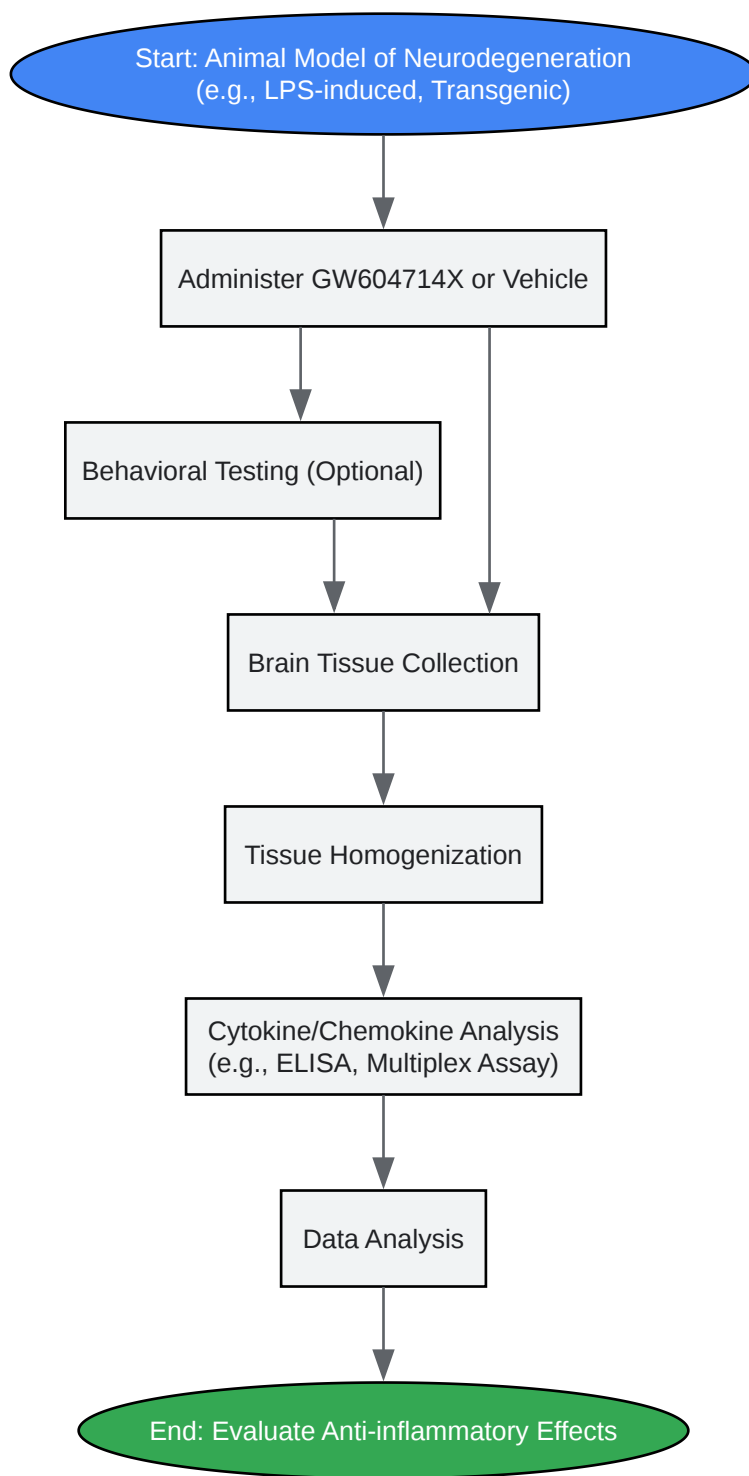 Start: Animal Model of Neurodegeneration
(e.g., LPS-induced, Transgenic)
Administer GW604714X or Vehicle
Behavioral Testing (Optional)
Brain Tissue Collection
Tissue Homogenization
Cytokine/Chemokine Analysis
(e.g., ELISA, Multiplex Assay)
Data Analysis
End: Evaluate Anti-inflammatory Effects